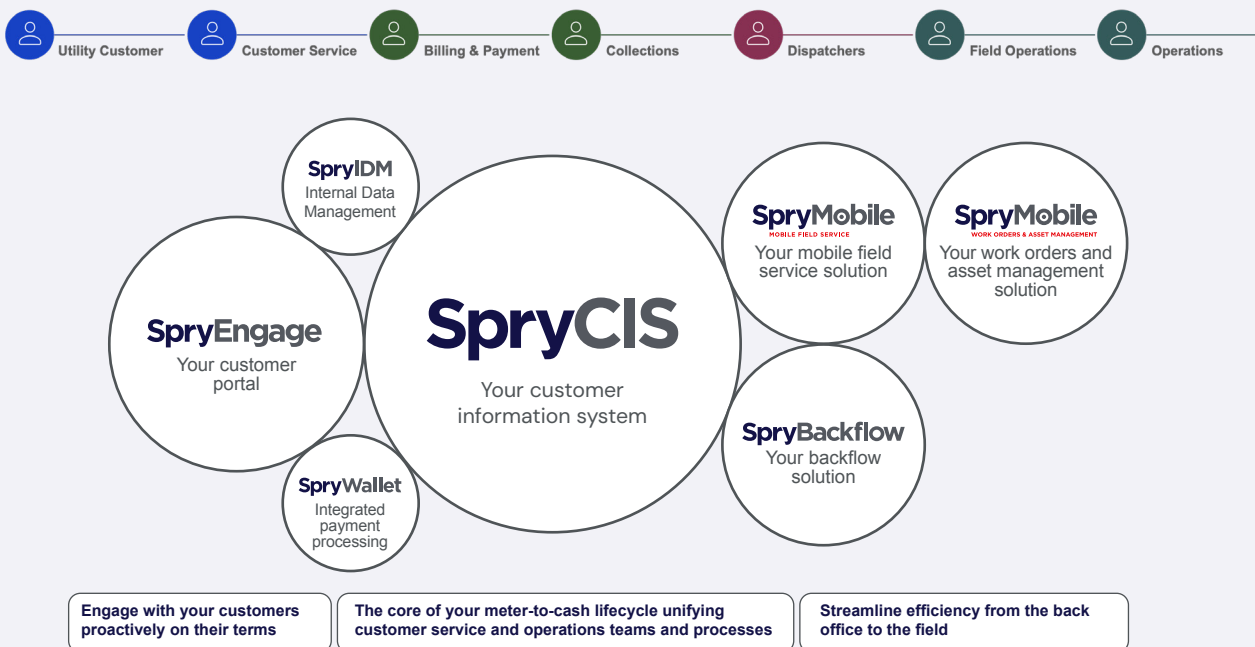 Utility Customer
Customer Service
Billing & Payment
Collections
Dispatchers
Field Operations
Operations
SpryIDM
Internal Data
Management
SpryEngage
Your customer
portal
SpryWallet
Integrated
payment
processing
SpryCIS
Your customer
information system
SpryMobile
MOBILE FIELD SERVICE
Your mobile field
service solution
SpryMobile
WORK ORDERS & ASSET MANAGEMENT
Your work orders and
asset management
solution
SpryBackflow
Your backflow
solution
Engage with your customers
proactively on their terms
The core of your meter-to-cash lifecycle unifying
customer service and operations teams and processes
Streamline efficiency from the back
office to the field